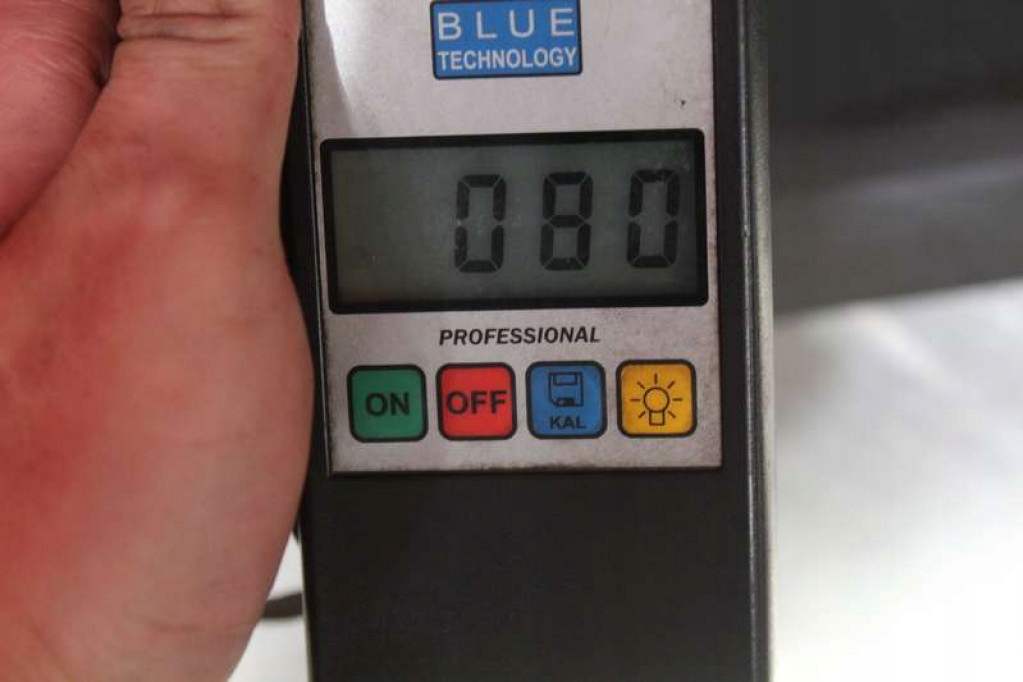 BLUE
TECHNOLOGY
080
PROFESSIONAL
ON OFF KAL